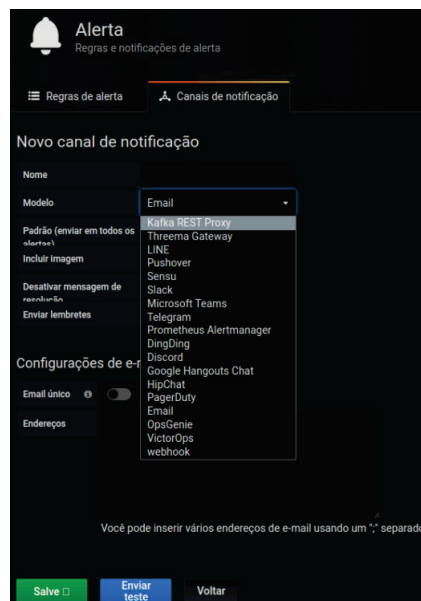 Alerta
Regras e notificações de alerta
Regras de alerta
Canais de notificação
Novo canal de notificação
Nome
Modelo
Email
Padrão (enviar em todos os
alertas)
Incluir imagem
Desativar mensagem de
resolução
Enviar lembretes
Kafka REST Proxy
Threema Gateway
LINE
Pushover
Sensu
Slack
Microsoft Teams
Telegram
Prometheus Alertmanager
DingDing
Discord
Google Hangouts Chat
HipChat
PagerDuty
Email
OpsGenie
VictorOps
webhook
Configurações de e-
Email único
Endereços
Você pode inserir vários endereços de e-mail usando um ";" separado
Salve
Enviar
teste
Voltar